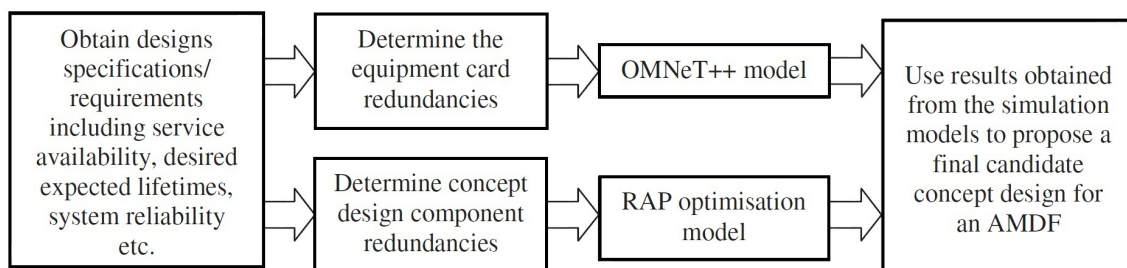 Obtain designs
specifications/
requirements
including service
availability, desired
expected lifetimes,
system reliability
etc.
Determine the
equipment card
redundancies
OMNeT++ model
Determine concept
design component
redundancies
RAP optimisation
model
Use results obtained
from the simulation
models to propose a
final candidate
concept design for
an AMDF